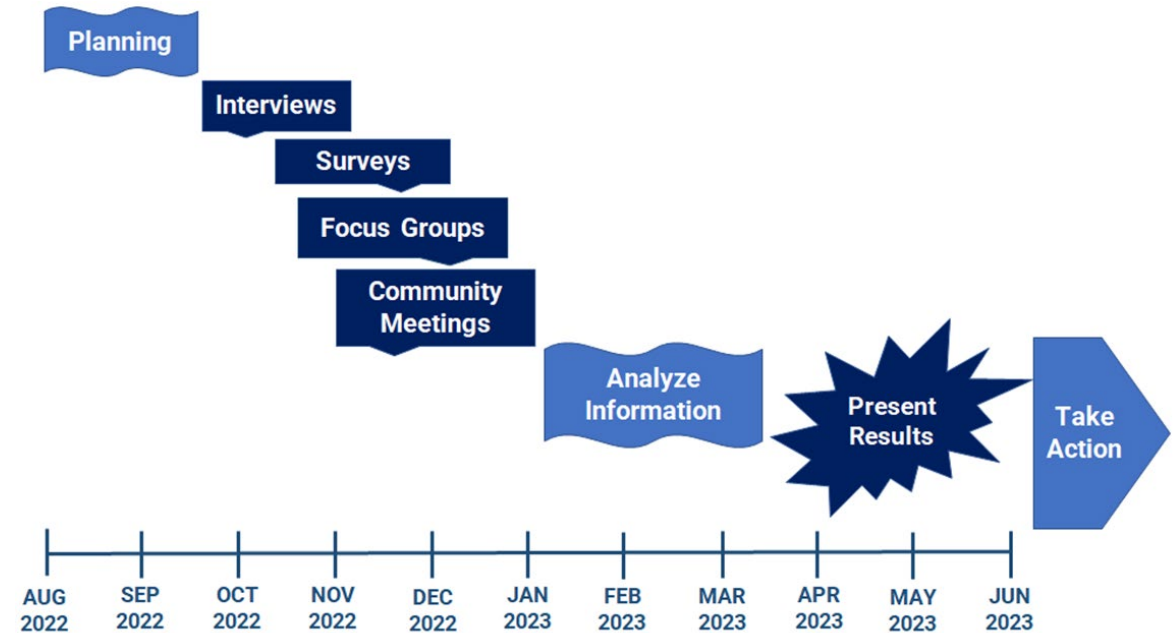 Planning
Interviews
Surveys
Focus Groups
Community
Meetings
Analyze
Information
Present
Results
Take
Action
AUG
2022
SEP
2022
OCT
2022
NOV
2022
DEC
2022
JAN
2023
FEB
2023
MAR
2023
APR
2023
MAY
2023
JUN
2023